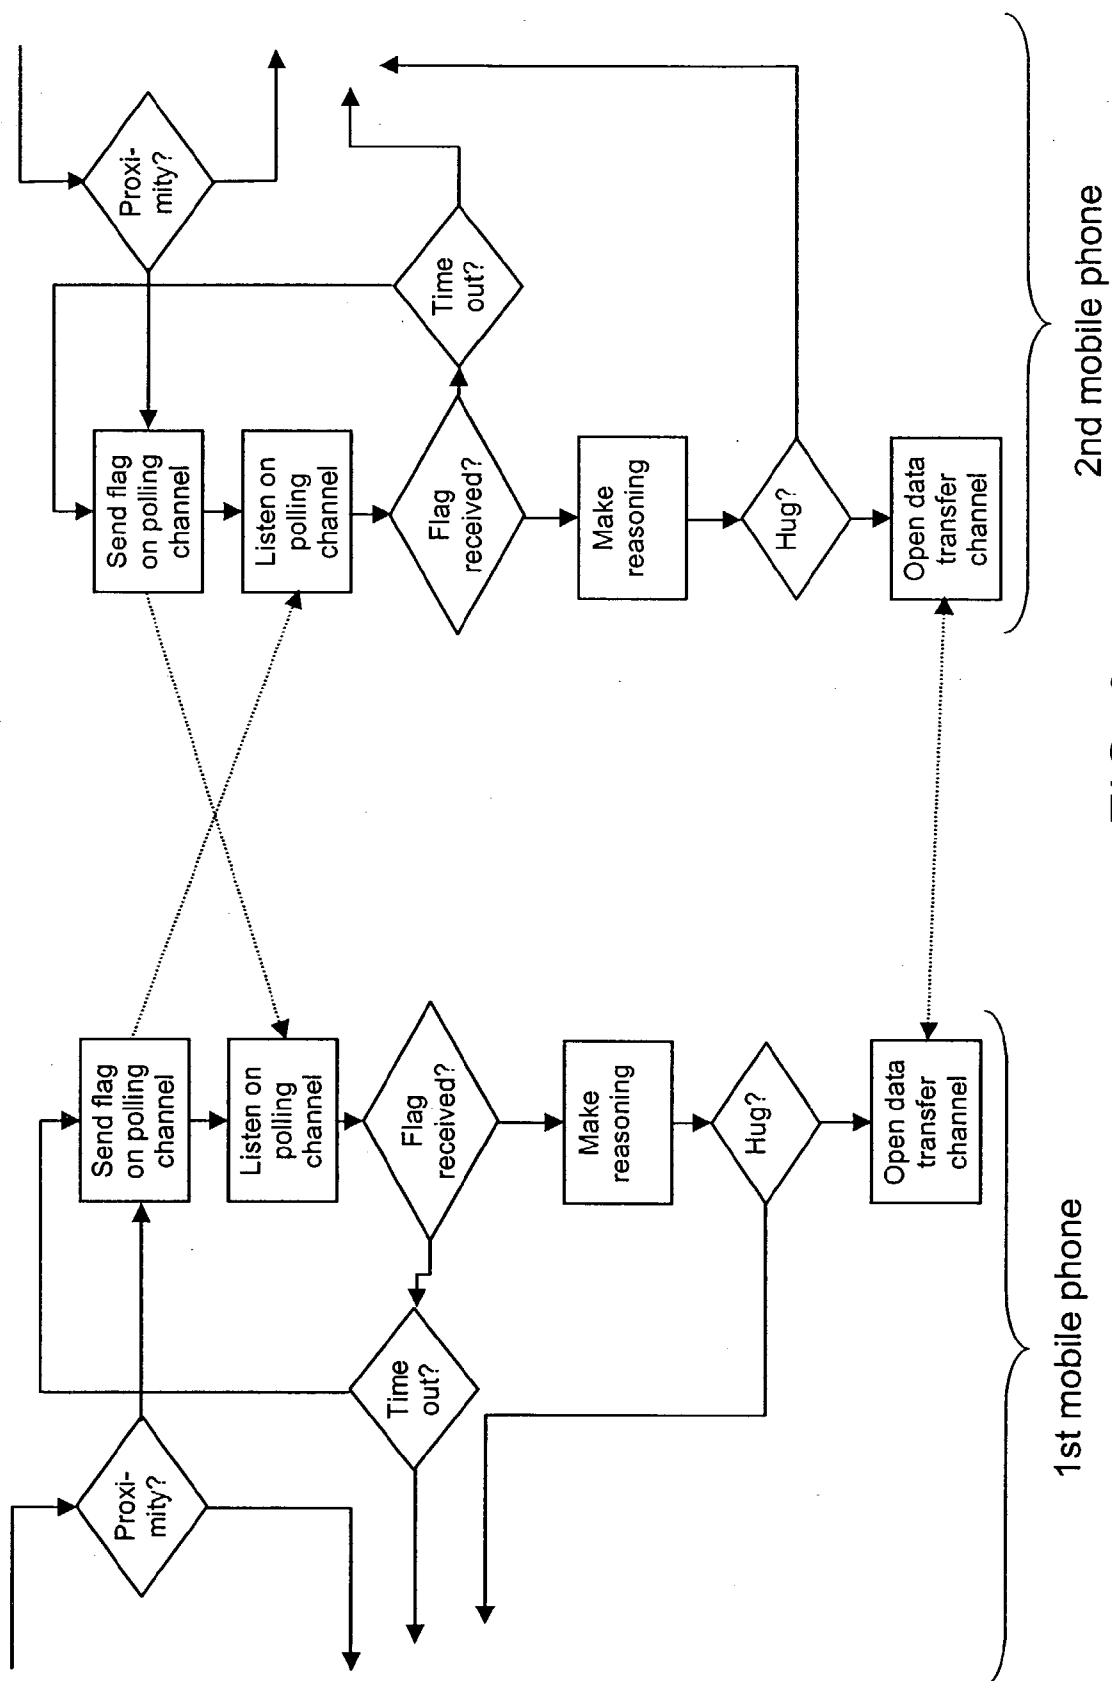 Proxi-
mity?
Send flag
on polling
channel
Listen on
polling
channel
Flag
received?
Time
out?
Make
reasoning
Hug?
Open data
transfer
channel
1st mobile phone
Proxi-
mity?
Send flag
on polling
channel
Listen on
polling
channel
Flag
received?
Time
out?
Make
reasoning
Hug?
Open data
transfer
channel
2nd mobile phone